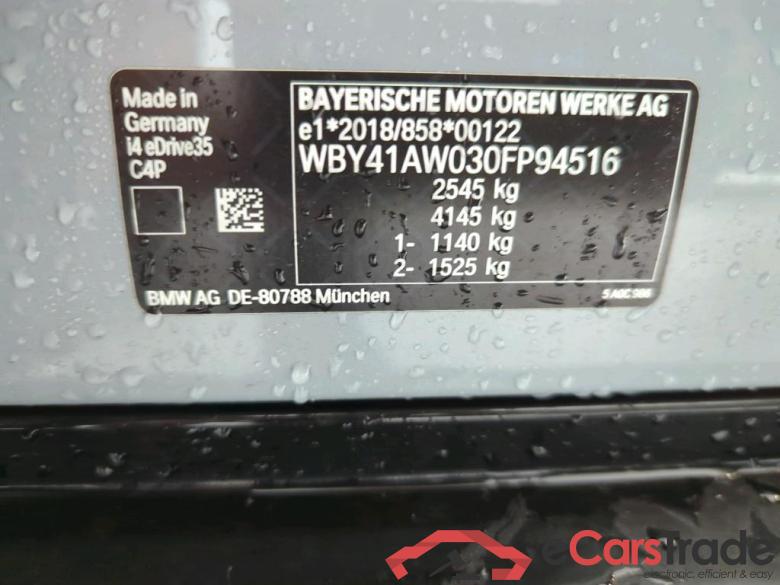 Made in
Germany
i4 eDrive35
C4P
BAYERISCHE MOTOREN WERKE AG
e1*2018/858*00122
WBY41AW030FP94516
2545 kg
4145 kg
1- 1140 kg
2- 1525 kg
BMW AG DE-80788 München
5 A0C 986
eCarsTrade
electronic, efficient & easy